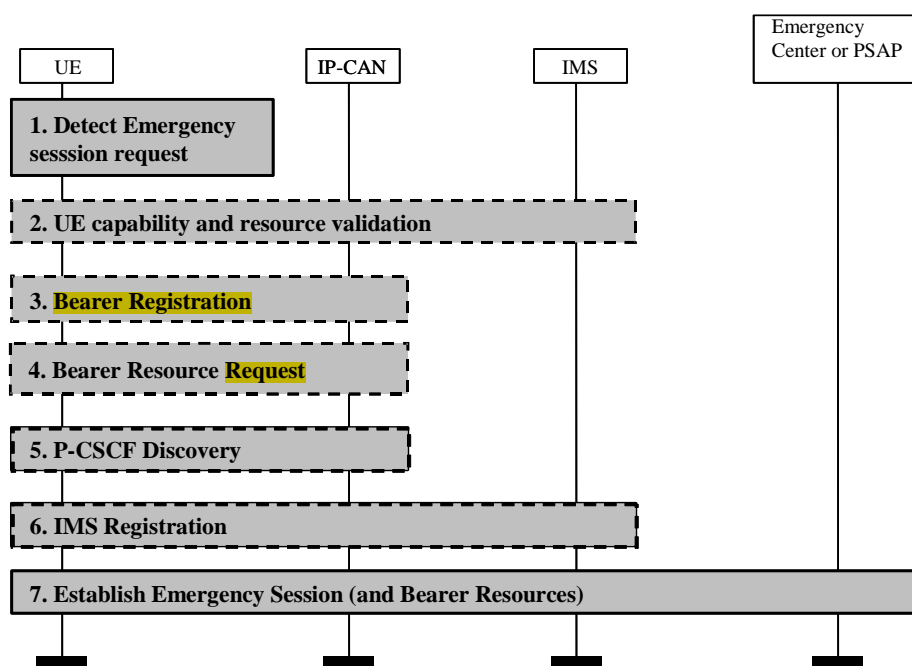 Emergency
Center or PSAP
UE
IP-CAN
IMS
1. Detect Emergency
sesssion request
2. UE capability and resource validation
3. Bearer Registration
4. Bearer Resource Request
5. P-CSCF Discovery
6. IMS Registration
7. Establish Emergency Session (and Bearer Resources)